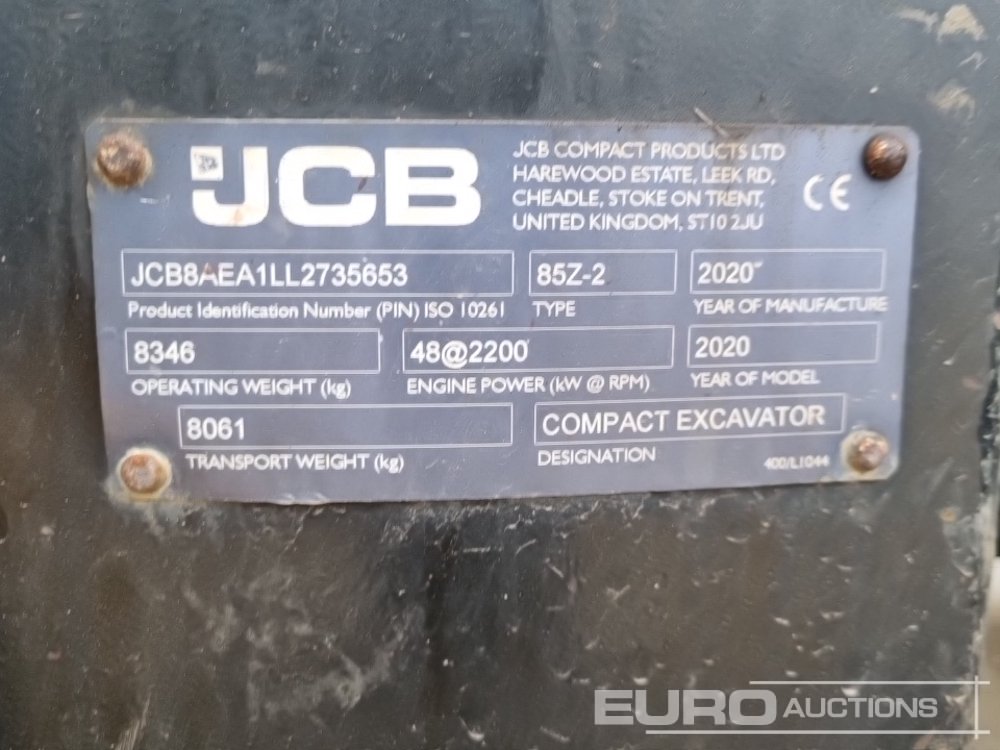 JCB
JCB COMPACT PRODUCTS LTD
HAREWOOD ESTATE, LEEK RD,
CHEADLE, STOKE ON TRENT,
UNITED KINGDOM, ST10 2JU
CE
JCB8AEA1LL2735653
Product Identification Number (PIN) ISO 10261
85Z-2
TYPE
2020
YEAR OF MANUFACTURE
8346
OPERATING WEIGHT (kg)
48@2200
ENGINE POWER (kW @ RPM)
2020
YEAR OF MODEL
8061
TRANSPORT WEIGHT (kg)
COMPACT EXCAVATOR
DESIGNATION
400/L1044
EURO AUCTIONS